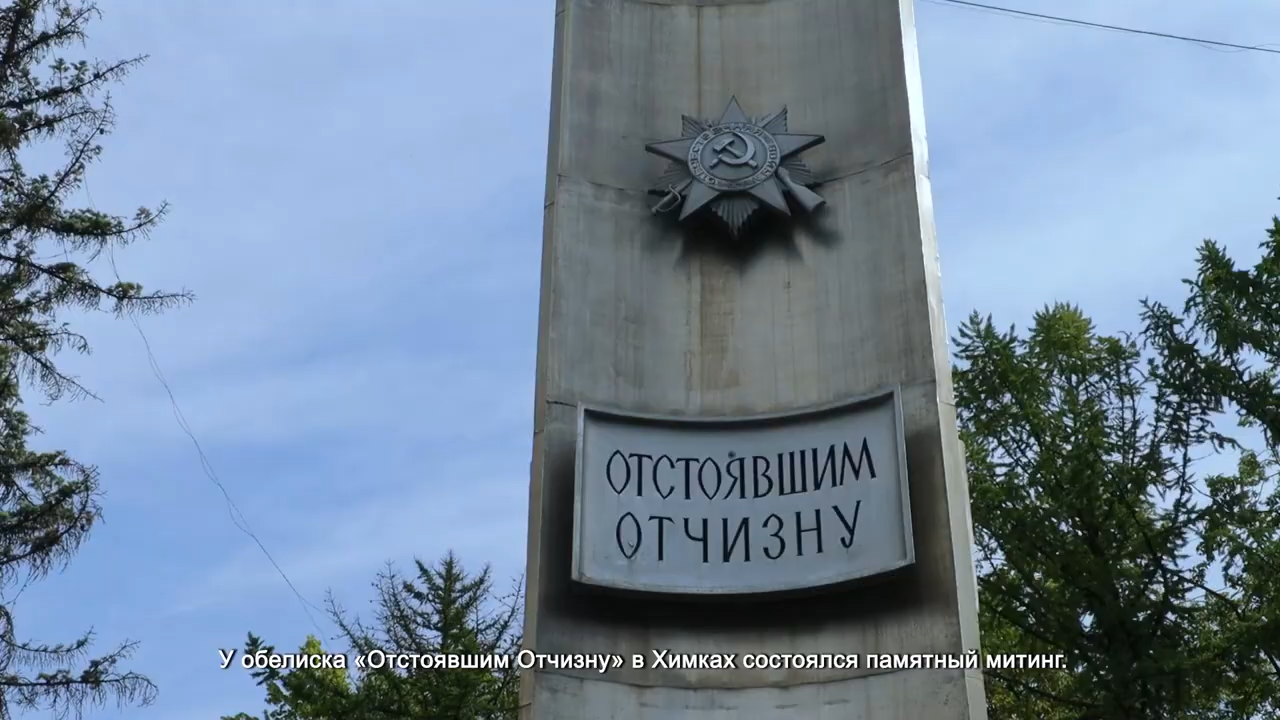 ОТСТОЯВШИМ
ОТЧИЗНУ
У обелиска «Отстоявшим Отчизну» в Химках состоялся памятный митинг.